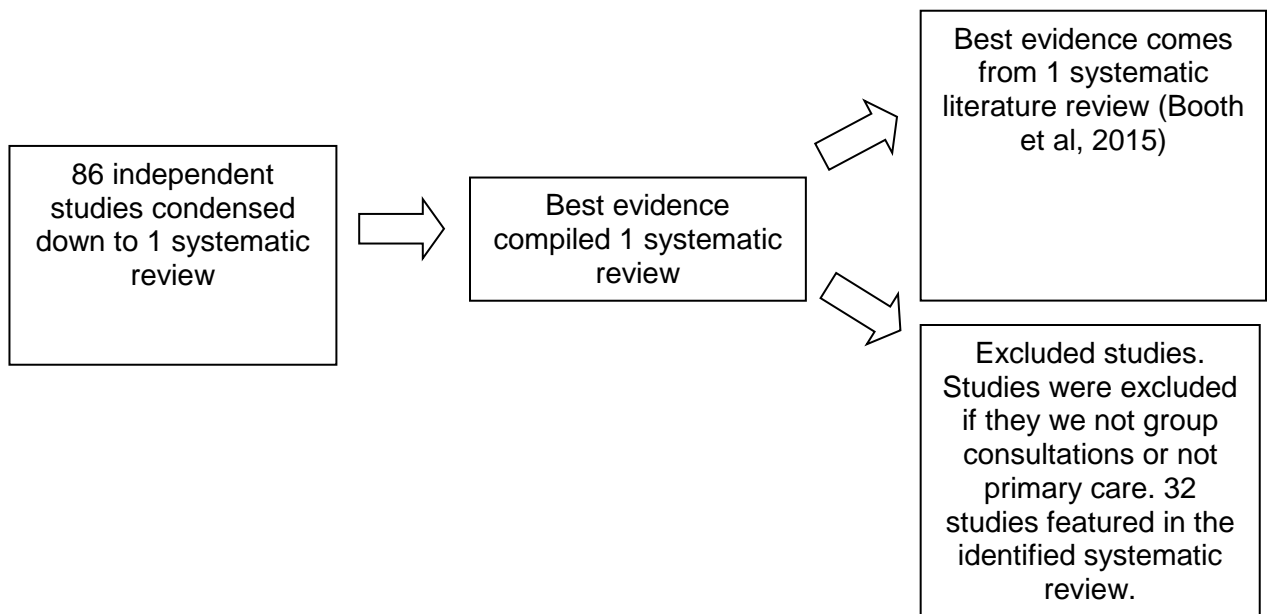 86 independent
studies condensed
down to 1 systematic
review
Best evidence
compiled 1 systematic
review
Best evidence comes
from 1 systematic
literature review (Booth
et al, 2015)
Excluded studies.
Studies were excluded
if they we not group
consultations or not
primary care. 32
studies featured in the
identified systematic
review.